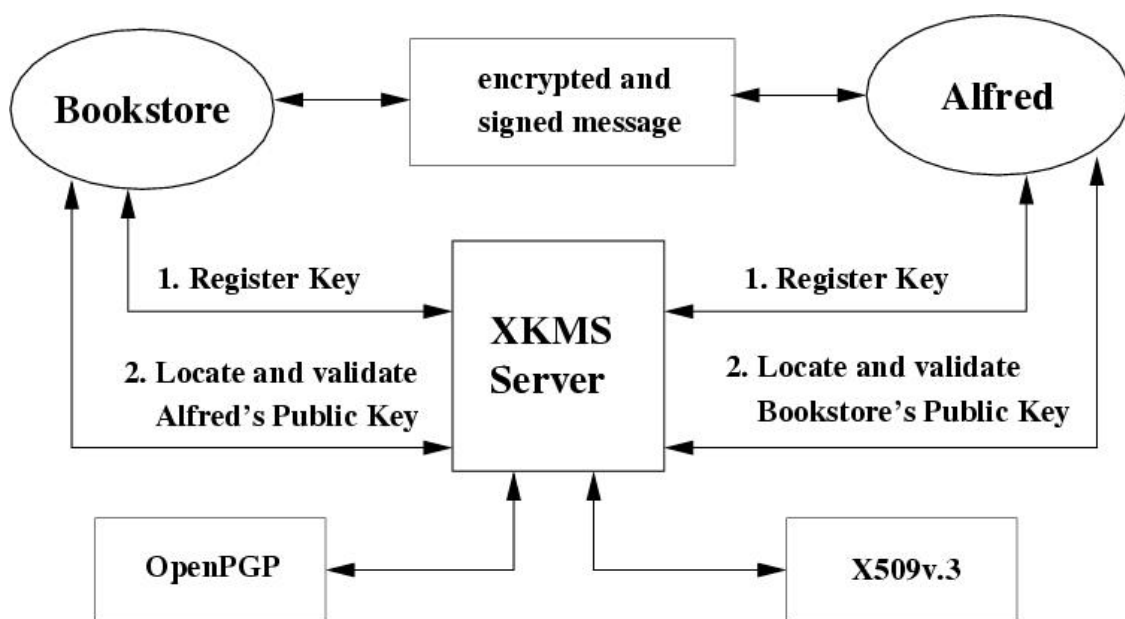 Bookstore
encrypted and
signed message
Alfred
1. Register Key
1. Register Key
XKMS
Server
2. Locate and validate
Alfred's Public Key
2. Locate and validate
Bookstore's Public Key
OpenPGP
X509v.3